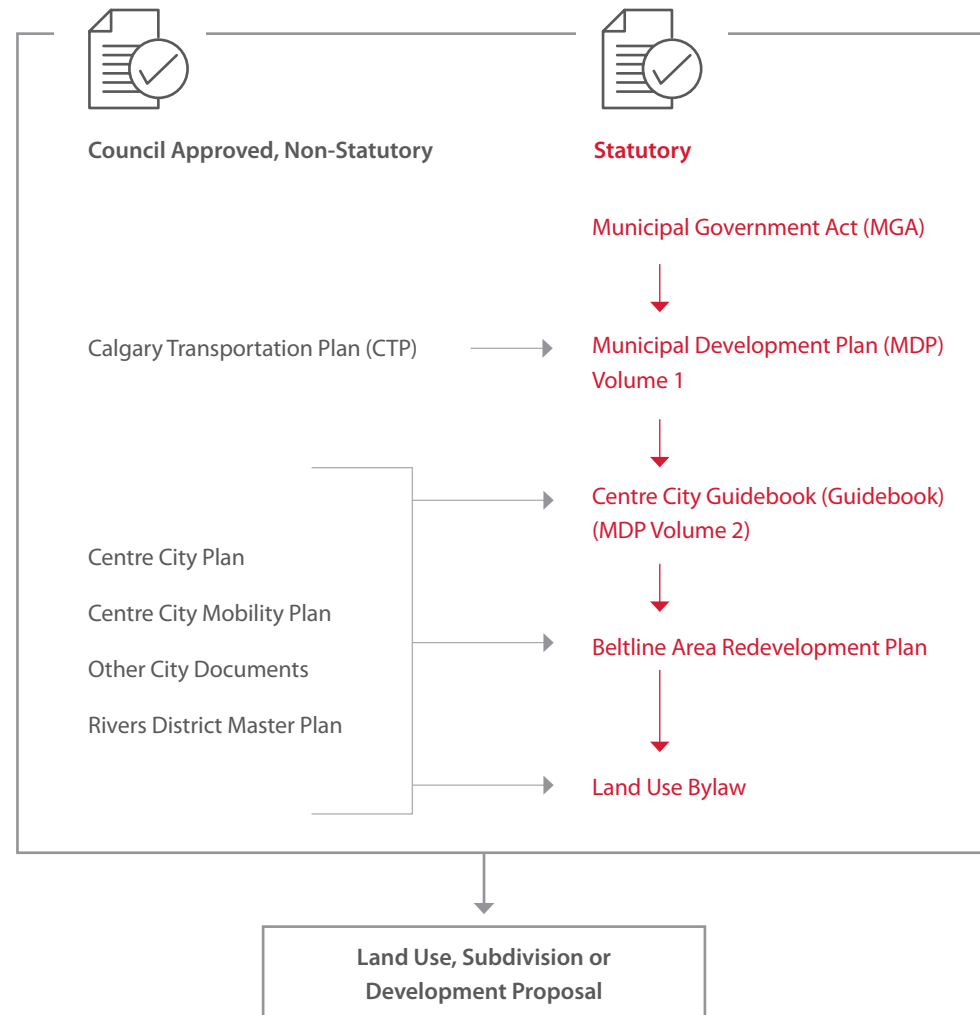 Council Approved, Non-Statutory
Statutory
Municipal Government Act (MGA)
Calgary Transportation Plan (CTP)
Municipal Development Plan (MDP)
Volume 1
Centre City Guidebook (Guidebook)
(MDP Volume 2)
Centre City Plan
Centre City Mobility Plan
Other City Documents
Rivers District Master Plan
Beltline Area Redevelopment Plan
Land Use Bylaw
Land Use, Subdivision or
Development Proposal